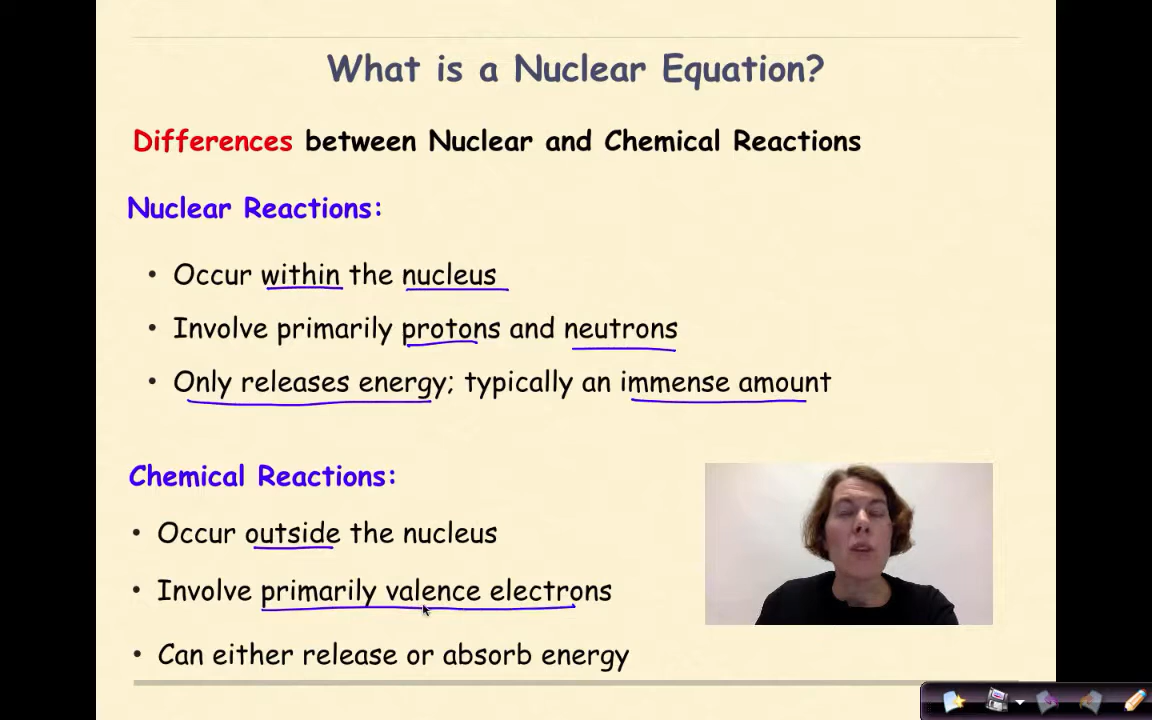 What is a Nuclear Equation?
Differences between Nuclear and Chemical Reactions
Nuclear Reactions:
• Occur within the nucleus
• Involve primarily protons and neutrons
• Only releases energy; typically an immense amount
Chemical Reactions:
• Occur outside the nucleus
• Involve primarily valence electrons
• Can either release or absorb energy